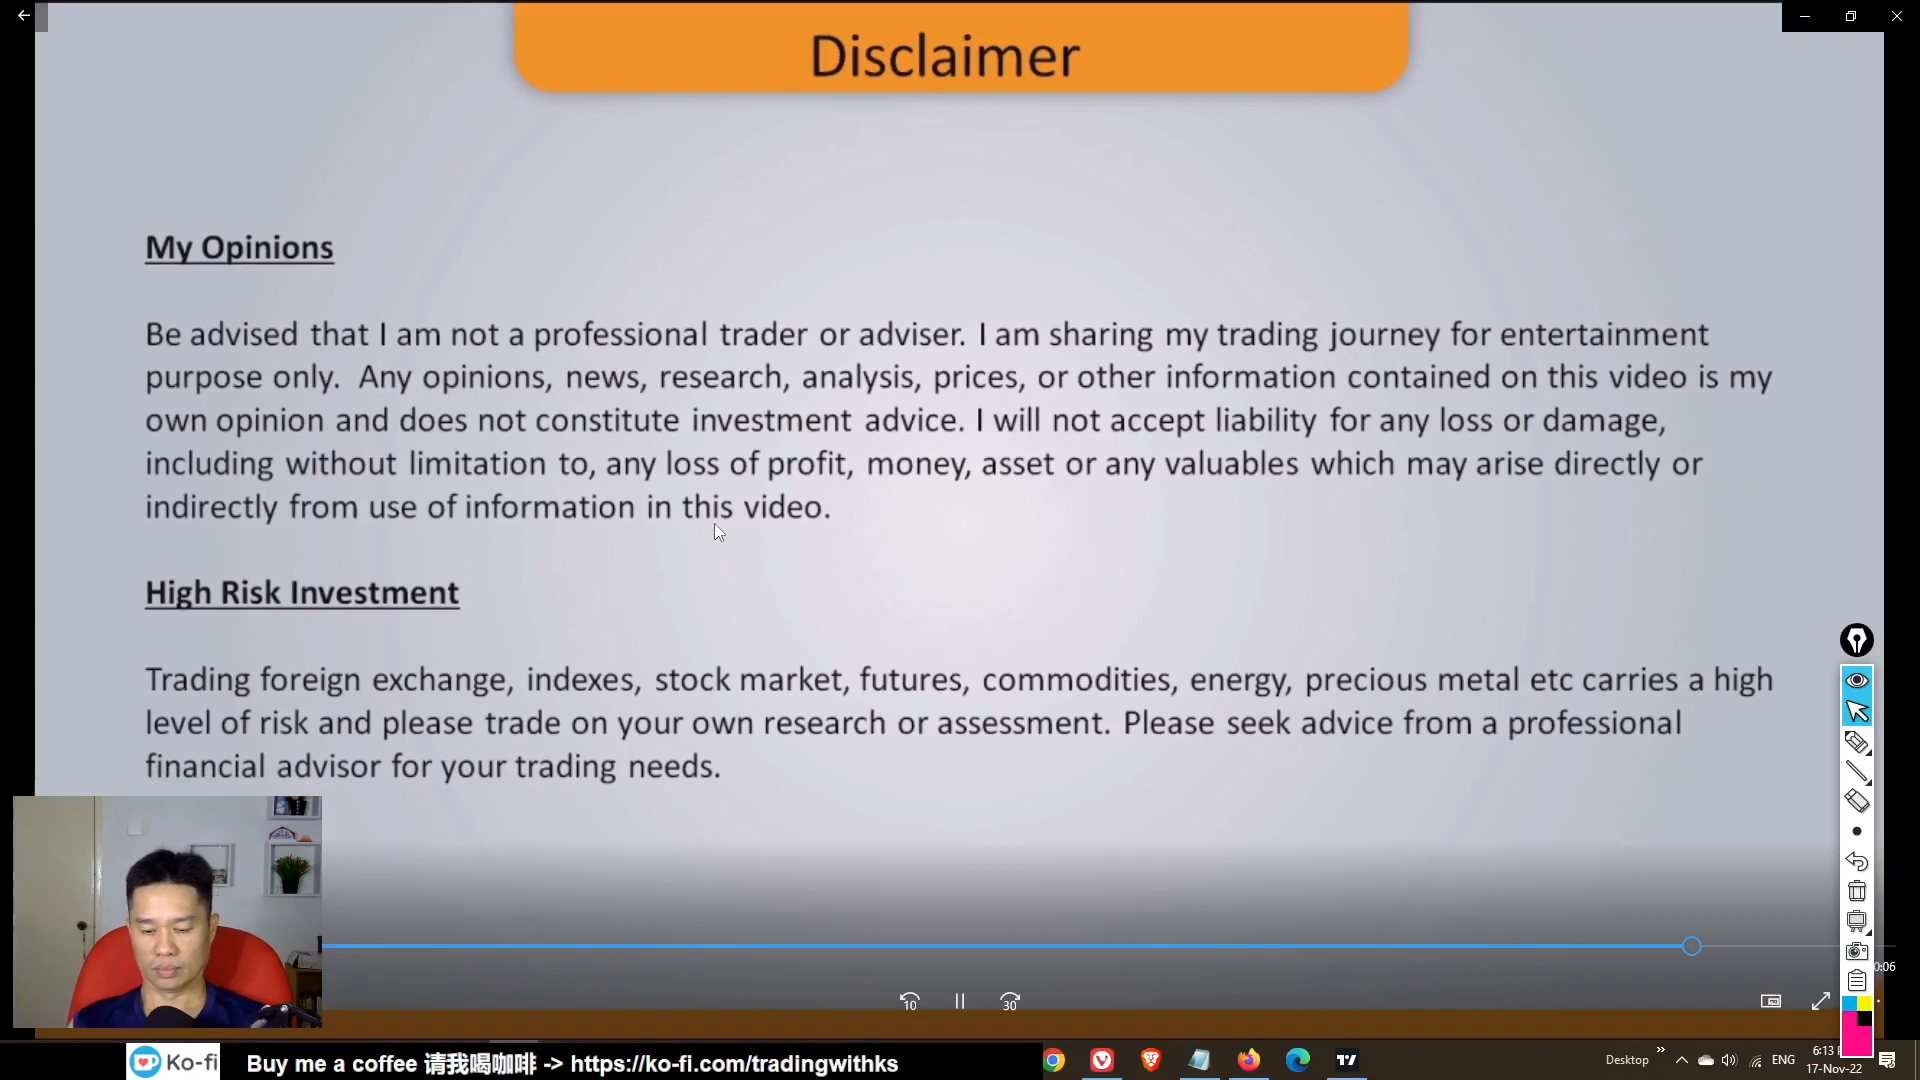 Disclaimer
My Opinions
Be advised that I am not a professional trader or adviser. I am sharing my trading journey for entertainment
purpose only. Any opinions, news, research, analysis, prices, or other information contained on this video is my
own opinion and does not constitute investment advice. I will not accept liability for any loss or damage,
including without limitation to, any loss of profit, money, asset or any valuables which may arise directly or
indirectly from use of information in this video.
High Risk Investment
Trading foreign exchange, indexes, stock market, futures, commodities, energy, precious metal etc carries a high
level of risk and please trade on your own research or assessment. Please seek advice from a professional
financial advisor for your trading needs.
0:06
10
30
Ko-fi
Buy me a coffee 请我喝咖啡 -> https://ko-fi.com/tradingwithks
Desktop
ENG
6:13
17-Nov-22